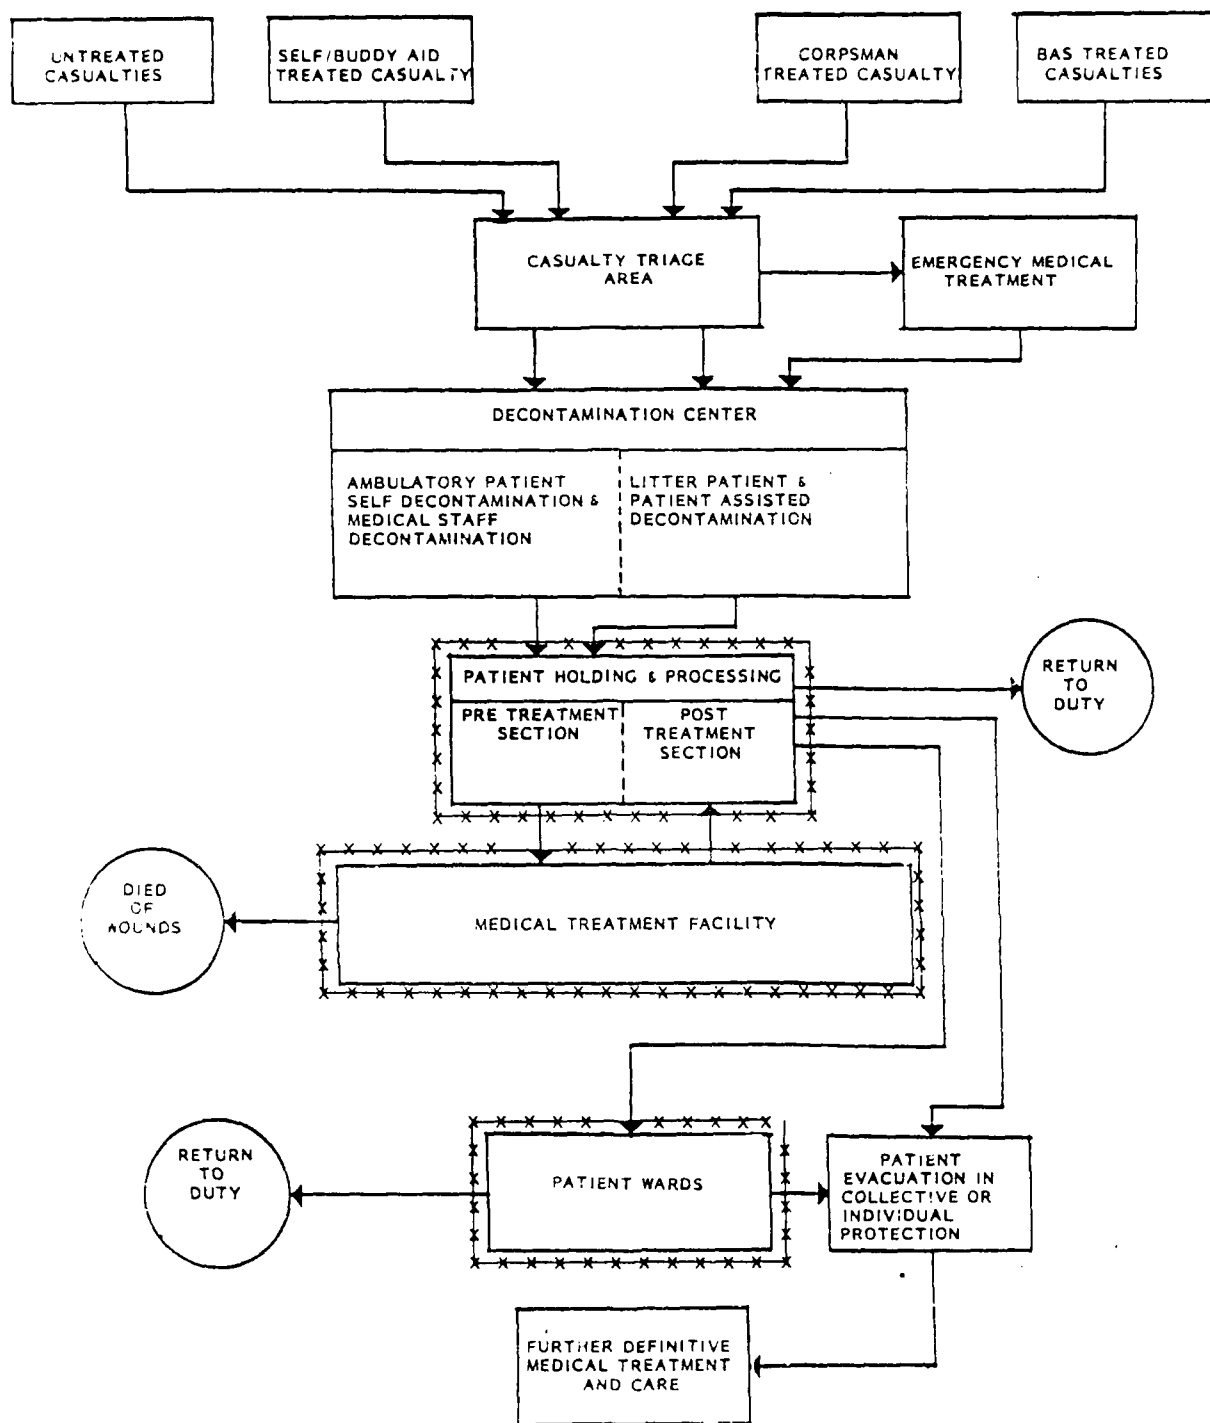 UNTREATED
CASUALTIES
SELF/BUDDY AID
TREATED CASUALTY
CORPSMAN
TREATED CASUALTY
BAS TREATED
CASUALTIES
CASUALTY TRIAGE
AREA
EMERGENCY MEDICAL
TREATMENT
DECONTAMINATION CENTER
AMBULATORY PATIENT
SELF DECONTAMINATION &
MEDICAL STAFF
DECONTAMINATION
LITTER PATIENT &
PATIENT ASSISTED
DECONTAMINATION
PATIENT HOLDING & PROCESSING
PRE TREATMENT
SECTION
POST
TREATMENT
SECTION
RETURN
TO
DUTY
DIED
OF
WOUNDS
MEDICAL TREATMENT FACILITY
RETURN
TO
DUTY
PATIENT WARDS
PATIENT
EVACUATION IN
COLLECTIVE OR
INDIVIDUAL
PROTECTION
FURTHER DEFINITIVE
MEDICAL TREATMENT
AND CARE